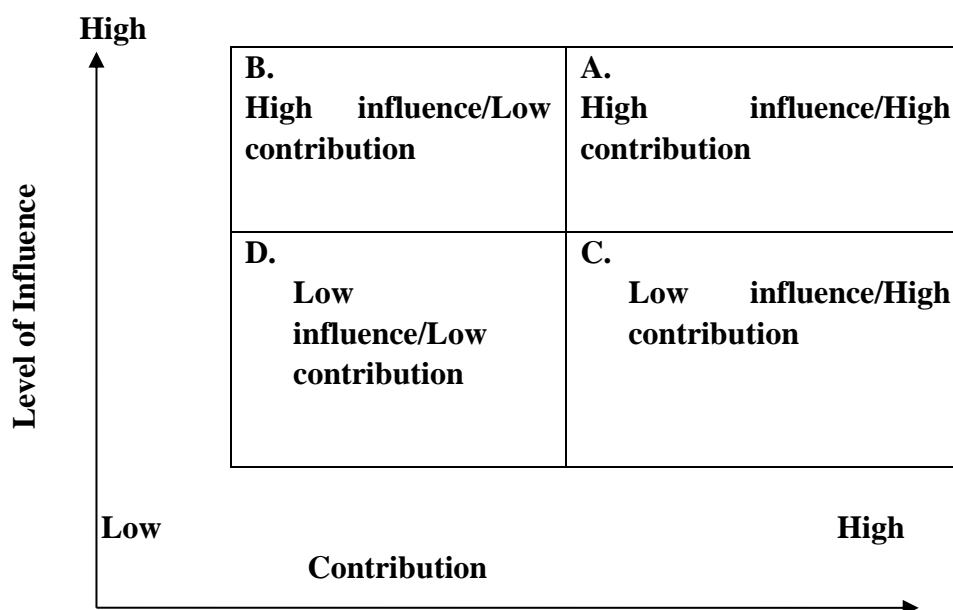 High
B.
High influence/Low
contribution
A.
High influence/High
contribution
Level of Influence
D.
Low
influence/Low
contribution
C.
Low influence/High
contribution
Low
High
Contribution